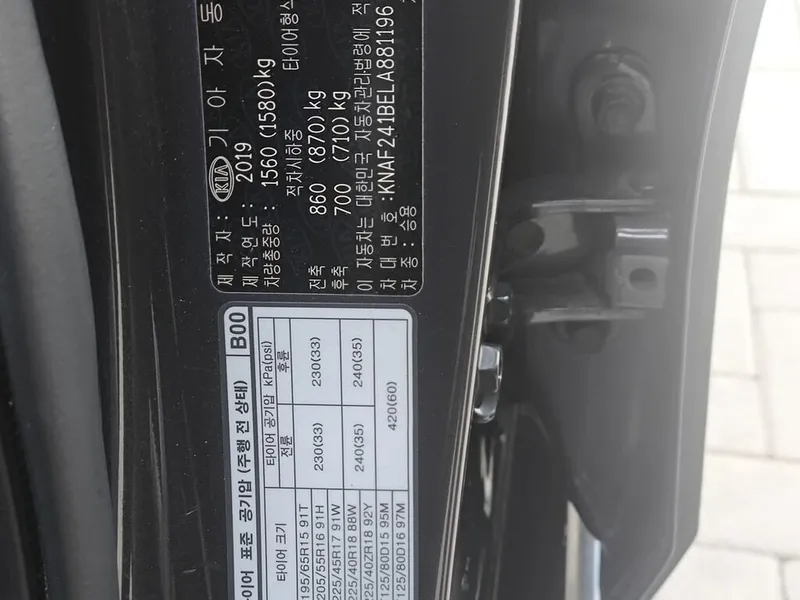 KIA 기 아 자 동
제 작 자 :
제 작 연 도 : 2019
차량총중량 : 1560 (1580)kg
적차시하중 타이어형식
전축 860 (870) kg
후축 700 (710) kg
이 자동차는 대한민국 자동차관리법령에 적
차 대 번 호 :KNAF241BELA881196
차 종 : 승용
타이어 표준 공기압 (주행 전 상태) B00
타이어 크기 타이어 공기압 kPa(psi)
전륜 후륜
195/65R15 91T 230(33) 230(33)
205/55R16 91H
225/45R17 91W 240(35) 240(35)
225/40R18 88W
225/40ZR18 92Y
125/80D15 95M 420(60)
125/80D16 97M